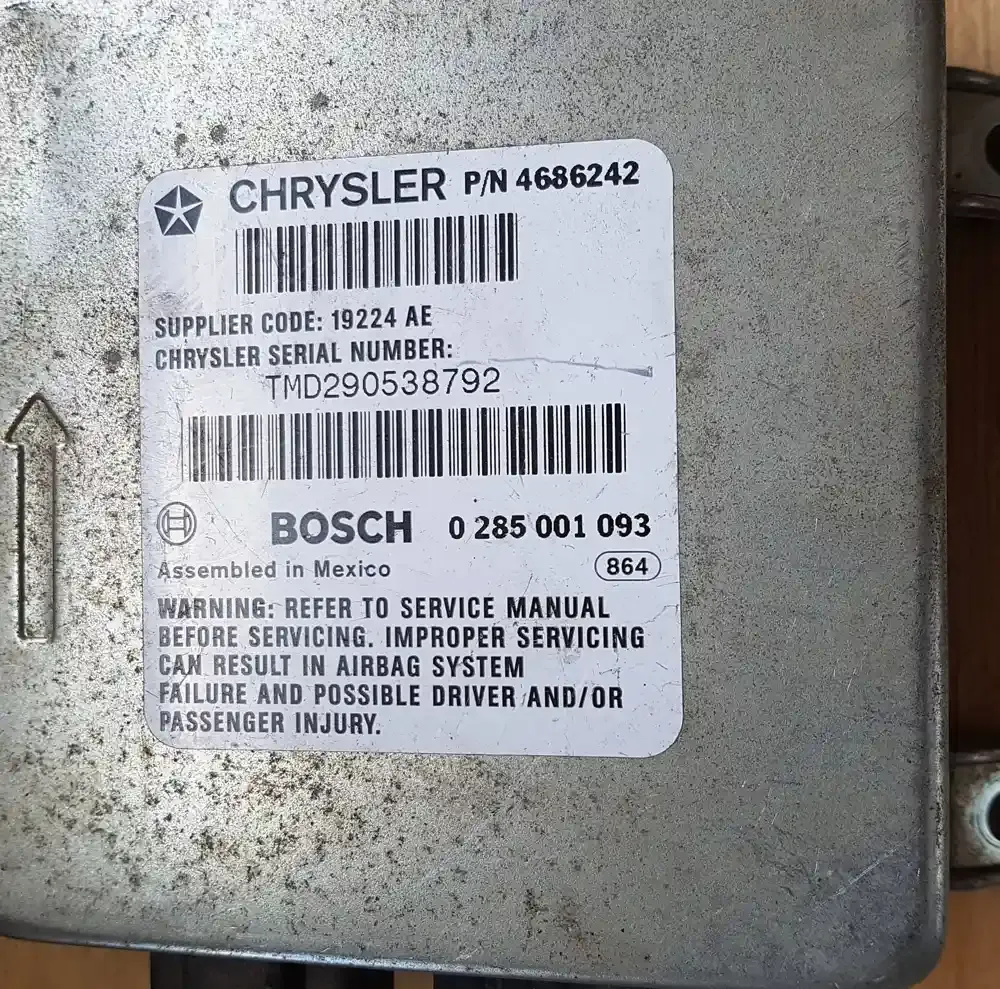 CHRYSLER P/N 4686242
SUPPLIER CODE: 19224 AE
CHRYSLER SERIAL NUMBER:
TMD290538792
BOSCH 0 285 001 093
Assembled in Mexico 864
WARNING: REFER TO SERVICE MANUAL
BEFORE SERVICING. IMPROPER SERVICING
CAN RESULT IN AIRBAG SYSTEM
FAILURE AND POSSIBLE DRIVER AND/OR
PASSENGER INJURY.